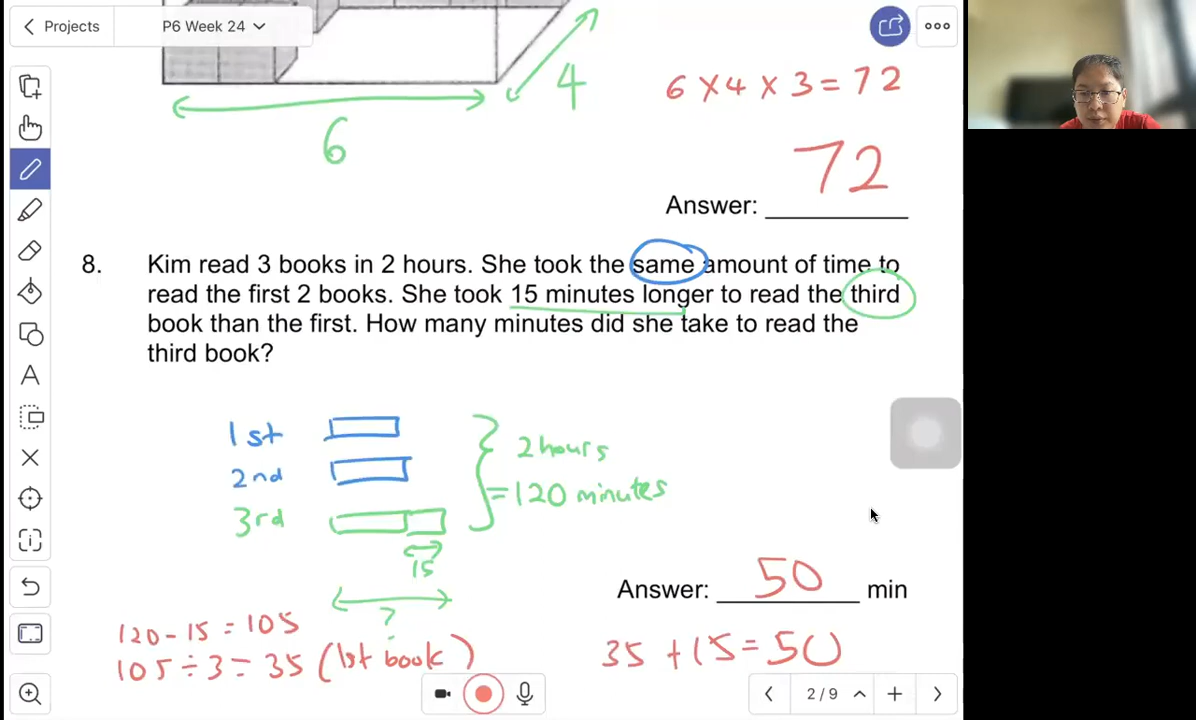 Projects
P6 Week 24
4
6 × 4 × 3 = 72
6
72
Answer:
8. Kim read 3 books in 2 hours. She took the same amount of time to
read the first 2 books. She took 15 minutes longer to read the third
book than the first. How many minutes did she take to read the
third book?
1st
2 hours
2nd
= 120 minutes
3rd
15
Answer: 50 min
?
120 - 15 = 105
35 + 15 = 50
105 ÷ 3 = 35 (1st book)
2/9